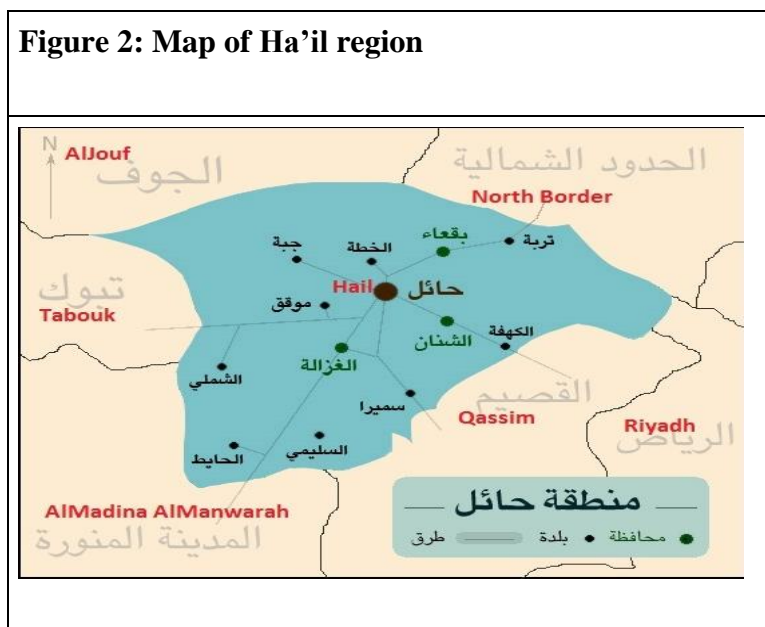 Figure 2: Map of Ha’il region
N
AlJouf
الجوف
الحدود الشمالية
North Border
بقعاء
تربة
الخطة
جبة
Hail
حائل
موقق
تبوك
Tabouk
الشنان
الكهفة
الغزالة
الشملي
سميرا
القصيم
Qassim
Riyadh
الرياض
السليمي
الحايط
AlMadina AlManwarah
المدينة المنورة
منطقة حائل
محافظة
بلدة
طرق